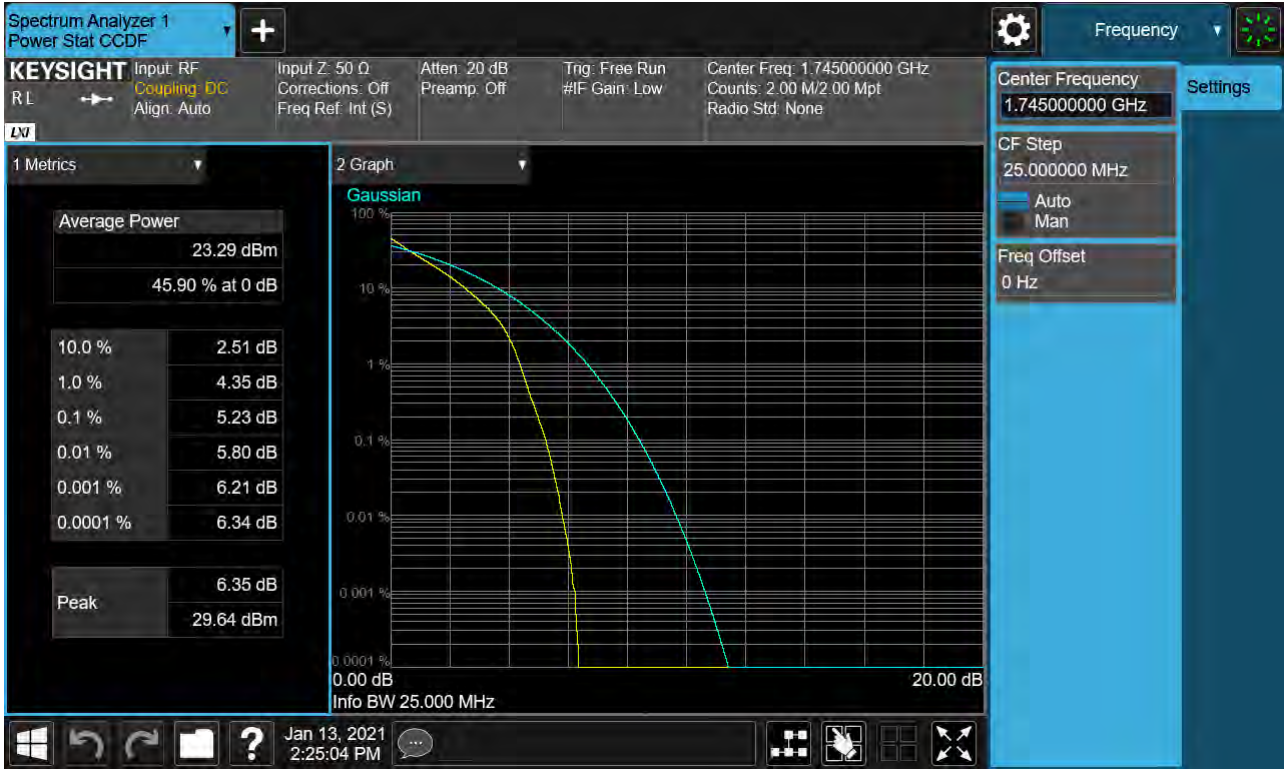 Spectrum Analyzer 1
Power Stat CCDF
Frequency
KEYSIGHT
R L
LXI
Input: RF
Coupling: DC
Align: Auto
Input Z: 50 Ω
Corrections: Off
Freq Ref: Int (S)
Atten: 20 dB
Preamp: Off
Trig: Free Run
#IF Gain: Low
Center Freq: 1.745000000 GHz
Counts: 2.00 M/2.00 Mpt
Radio Std: None
Center Frequency
1.745000000 GHz
Settings
CF Step
25.000000 MHz
Auto
Man
Freq Offset
0 Hz
1 Metrics
Average Power
23.29 dBm
45.90 % at 0 dB
10.0 % 2.51 dB
1.0 % 4.35 dB
0.1 % 5.23 dB
0.01 % 5.80 dB
0.001 % 6.21 dB
0.0001 % 6.34 dB
Peak
6.35 dB
29.64 dBm
2 Graph
Gaussian
100 %
10 %
1 %
0.1 %
0.01 %
0.001 %
0.0001 %
0.00 dB 20.00 dB
Info BW 25.000 MHz
Jan 13, 2021
2:25:04 PM